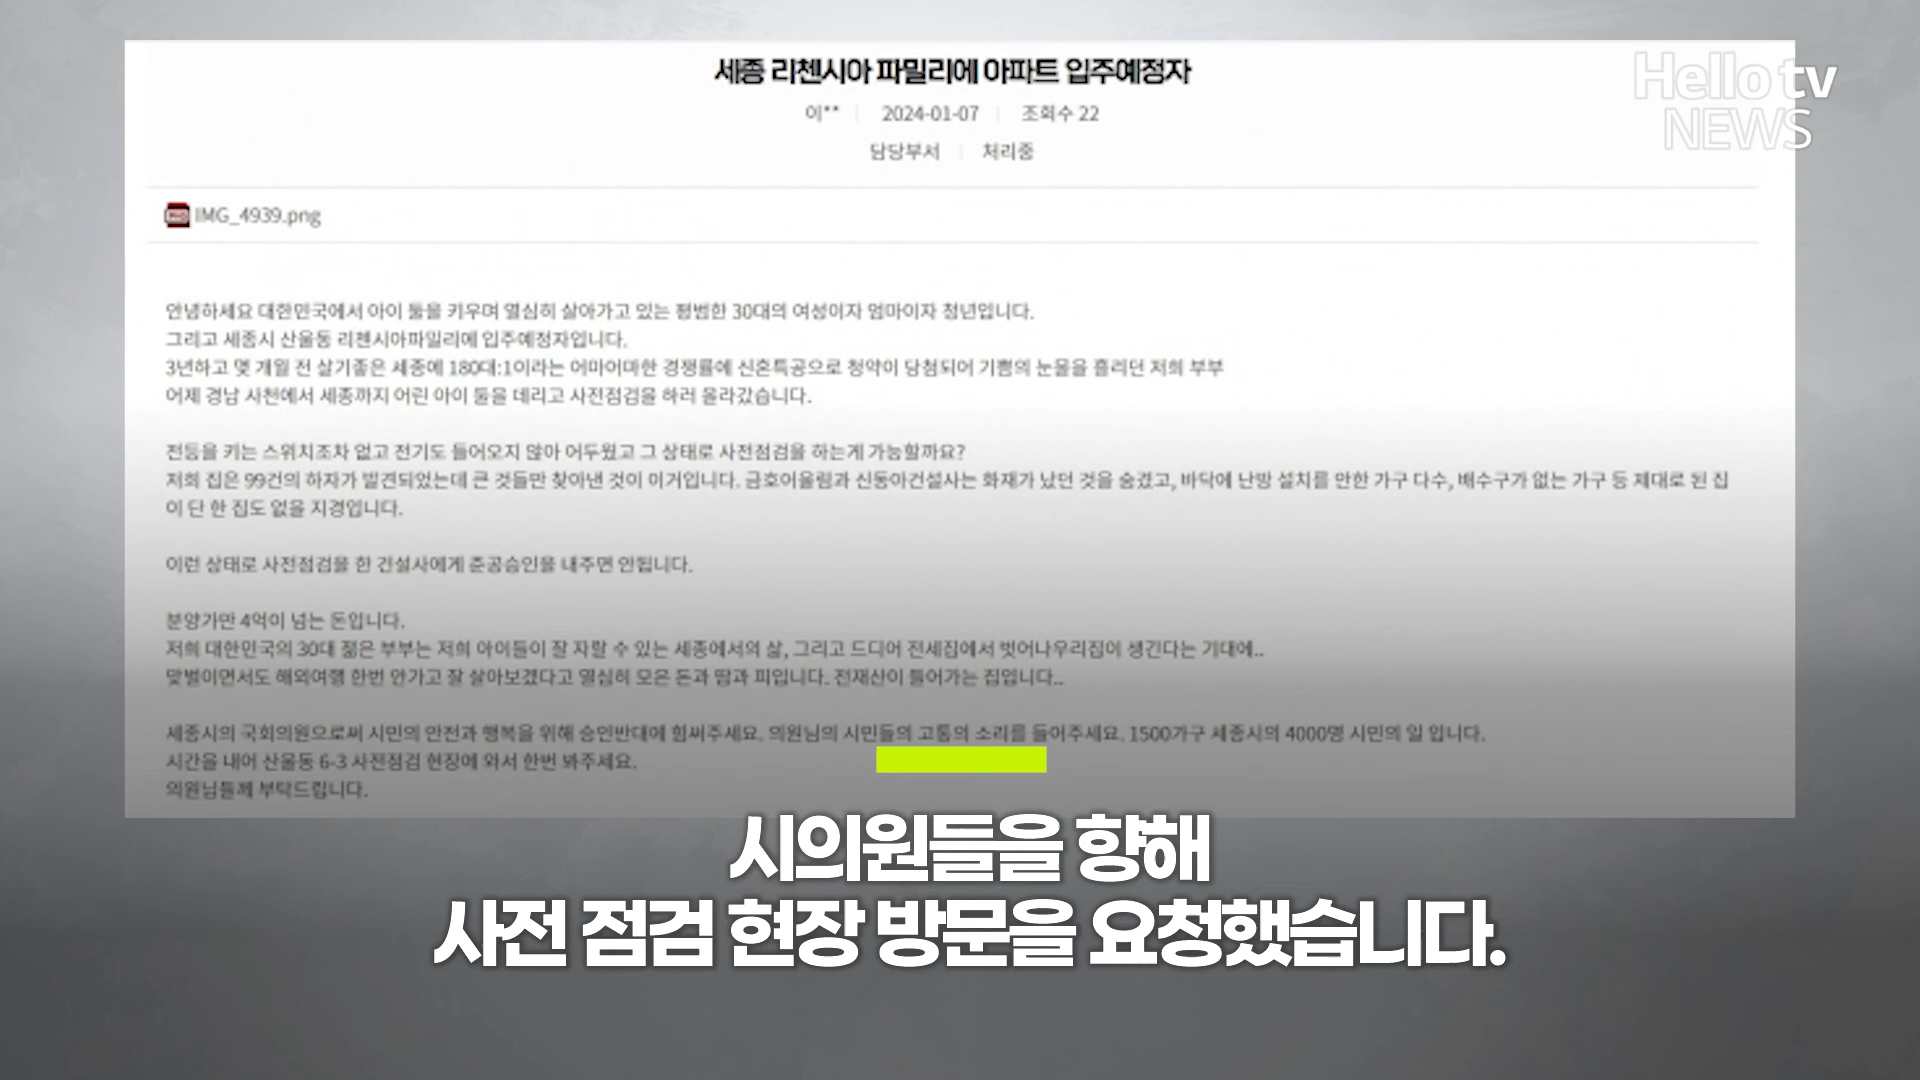 세종 리첸시아 파밀리에 아파트 입주예정자
Hello tv
NEWS
이** 2024-01-07 조회수 22
담당부서 처리중
IMG_4939.png
안녕하세요 대한민국에서 아이 둘을 키우며 열심히 살아가고 있는 평범한 30대의 여성이자 엄마이자 청년입니다.
그리고 세종시 산울동 리첸시아파밀리에 입주예정자입니다.
3년하고 몇 개월 전 살기좋은 세종에 180대:1이라는 어마어마한 경쟁률에 신혼특공으로 청약이 당첨되어 기쁨의 눈물을 흘리던 저희 부부
어제 경남 사천에서 세종까지 어린 아이 둘을 데리고 사전점검을 하러 올라갔습니다.
전등을 키는 스위치조차 없고 전기도 들어오지 않아 어두웠고 그 상태로 사전점검을 하는게 가능할까요?
저희 집은 99건의 하자가 발견되었는데 큰 것들만 찾아낸 것이 이거입니다. 금호어울림과 신동아건설사는 화재가 났던 것을 숨겼고, 바닥에 난방 설치를 안한 가구 다수, 배수구가 없는 가구 등 제대로 된 집
이 단 한 집도 없을 지경입니다.
이런 상태로 사전점검을 한 건설사에게 준공승인을 내주면 안됩니다.
분양가만 4억이 넘는 돈입니다.
저희 대한민국의 30대 젊은 부부는 저희 아이들이 잘 자랄 수 있는 세종에서의 삶, 그리고 드디어 전세집에서 벗어나우리집이 생긴다는 기대에..
맞벌이면서도 해외여행 한번 안가고 잘 살아보겠다고 열심히 모은 돈과 땀과 피입니다. 전재산이 들어가는 집입니다..
세종시의 국회의원으로써 시민의 안전과 행복을 위해 승인반대에 힘써주세요. 의원님의 시민들의 고통의 소리를 들어주세요. 1500가구 세종시의 4000명 시민의 일 입니다.
시간을 내어 산울동 6-3 사전점검 현장에 와서 한번 봐주세요.
의원님들께 부탁드립니다.
시의원들을 향해
사전 점검 현장 방문을 요청했습니다.